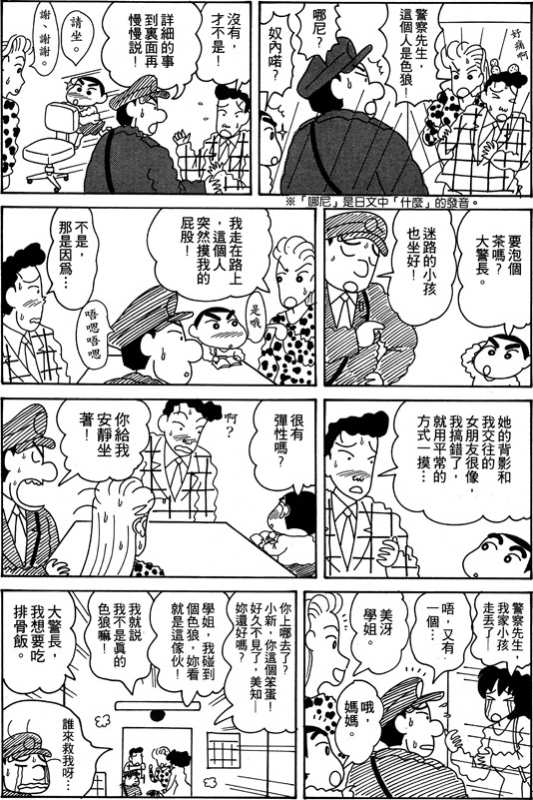 好痛啊
警察先生，
這個人是色狼!
哪尼?
奴內喏?
沒有，
才不是!
詳細的事
到裏面再
慢慢說!
請坐。
謝、謝謝。
※「哪尼」是日文中「什麼」的發音。
要泡個
茶嗎?
大警長。
迷路的小孩
也坐好!
我走在路上
，這個人
突然摸我的
屁股!
是哦
不是，
那是因爲…
唔嗯唔嗯
她的背影和
我交往的
女朋友很像，
我搞錯了，
就用平常的
方式一摸…
很有
彈性嗎?
啊?
你給我
安靜坐
著!
警察先生，
我家小孩
走丟了—
唔，又有
一個…
美冴
學姐。
哦，
媽媽。
你上哪去了?
小新，你這個笨蛋!
好久不見了，美知—
妳還好嗎?
學姐，我碰到
個色狼，妳看
就是這傢伙!
我就說
我不是真的
色狼嘛!
大警長，
我想要吃
排骨飯。
誰來救我呀…